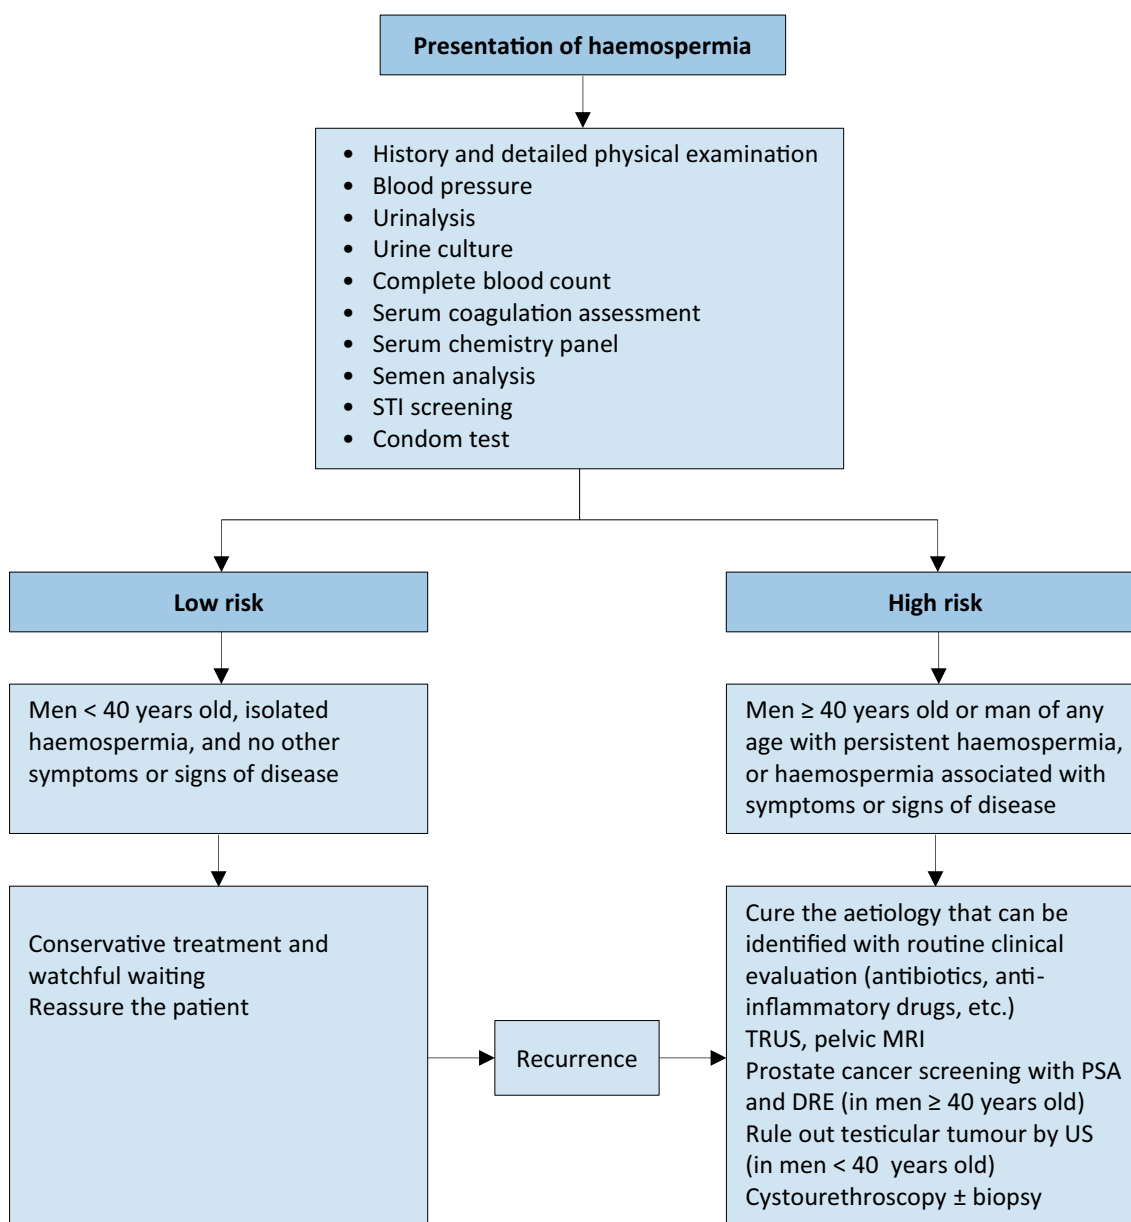 Presentation of haemospermia
• History and detailed physical examination
• Blood pressure
• Urinalysis
• Urine culture
• Complete blood count
• Serum coagulation assessment
• Serum chemistry panel
• Semen analysis
• STI screening
• Condom test
Low risk
High risk
Men < 40 years old, isolated
haemospermia, and no other
symptoms or signs of disease
Men ≥ 40 years old or man of any
age with persistent haemospermia,
or haemospermia associated with
symptoms or signs of disease
Conservative treatment and
watchful waiting
Reassure the patient
Recurrence
Cure the aetiology that can be
identified with routine clinical
evaluation (antibiotics, anti-
inflammatory drugs, etc.)
TRUS, pelvic MRI
Prostate cancer screening with PSA
and DRE (in men ≥ 40 years old)
Rule out testicular tumour by US
(in men < 40 years old)
Cystourethroscopy ± biopsy